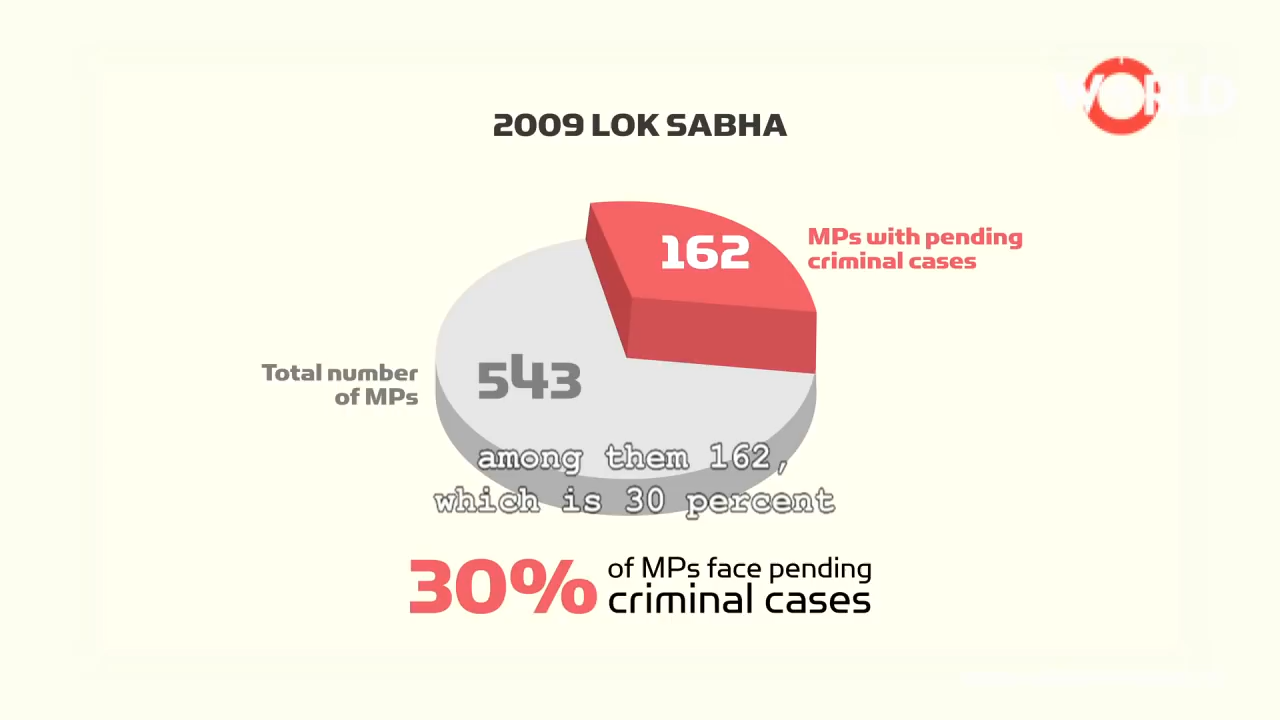 WORLD
2009 LOK SABHA
162
MPs with pending
criminal cases
Total number
of MPs
543
among them 162,
which is 30 percent
30%
of MPs face pending
criminal cases